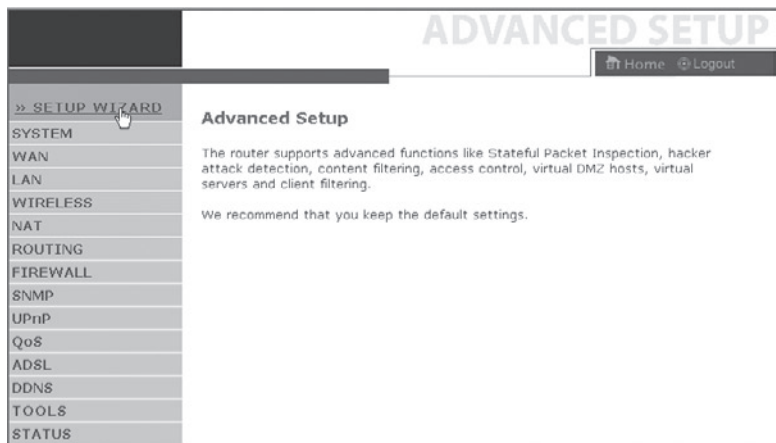 ADVANCED SETUP
Home Logout
» SETUP WIZARD
SYSTEM
WAN
LAN
WIRELESS
NAT
ROUTING
FIREWALL
SNMP
UPnP
QoS
ADSL
DDNS
TOOLS
STATUS
Advanced Setup
The router supports advanced functions like Stateful Packet Inspection, hacker
attack detection, content filtering, access control, virtual DMZ hosts, virtual
servers and client filtering.
We recommend that you keep the default settings.